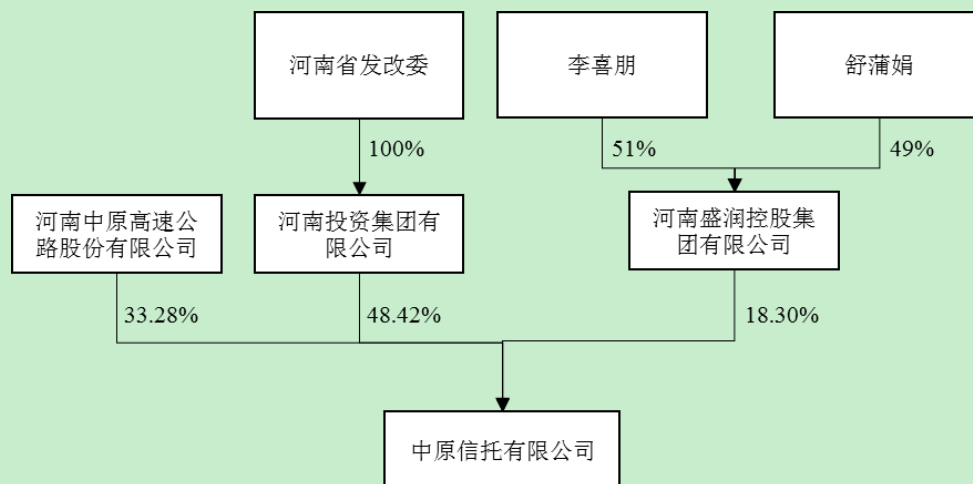 河南省发改委
李喜朋
舒蒲娟
100%
51%
49%
河南中原高速公
路股份有限公司
河南投资集团有
限公司
河南盛润控股集
团有限公司
33.28%
48.42%
18.30%
中原信托有限公司